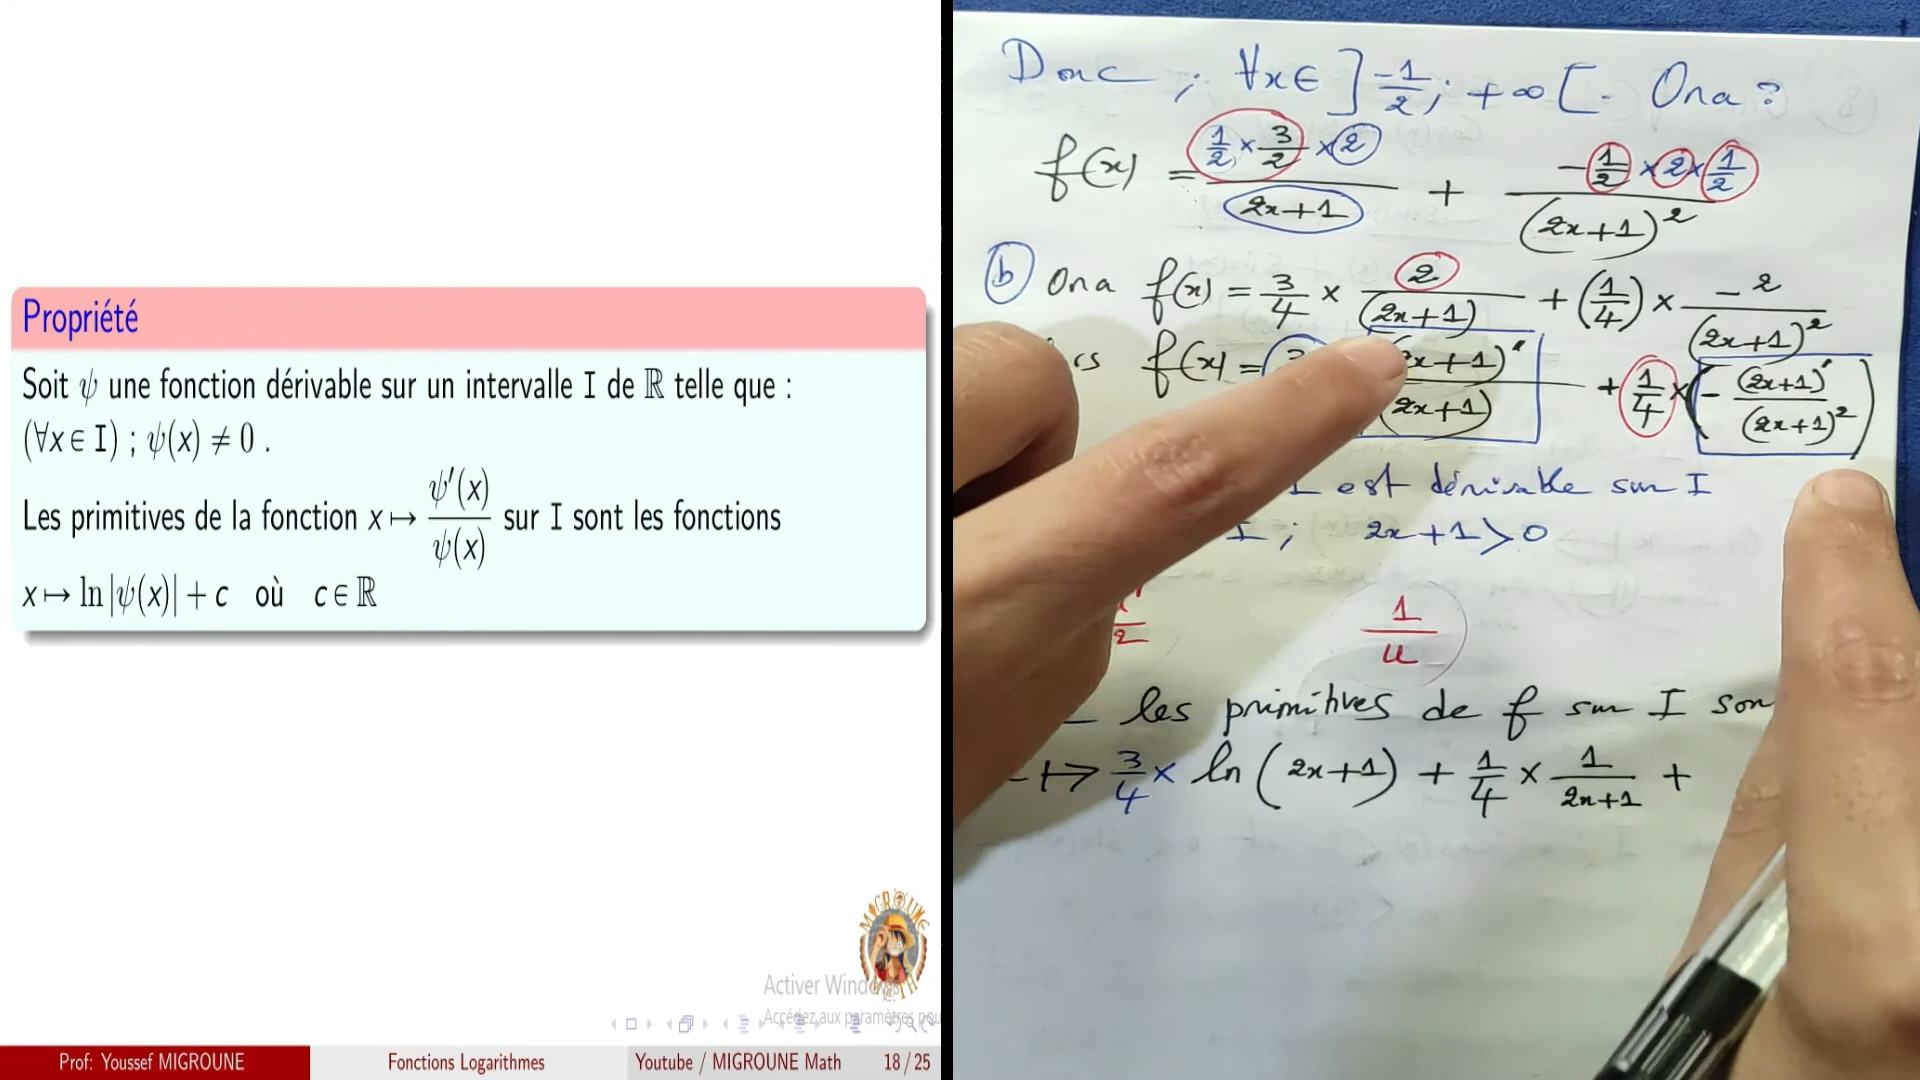 Propriété
Soit ψ une fonction dérivable sur un intervalle I de ℝ telle que :
(∀x ∈ I) ; ψ(x) ≠ 0 .
Les primitives de la fonction x ↦ ψ′(x)/ψ(x) sur I sont les fonctions
x ↦ ln|ψ(x)| + c où c ∈ ℝ
Activer Wind
Accédez aux paramètres pou
Prof: Youssef MIGROUNE Fonctions Logarithmes Youtube / MIGROUNE Math 18 / 25
Donc ; ∀x∈ ]-1/2 ; +∞[. Ona :
f(x) = (1/2 × 3/2 × 2)/(2x+1) + (-1/2 × 2 × 1/2)/(2x+1)²
b Ona f(x) = 3/4 × 2/(2x+1) + (1/4) × -2/(2x+1)²
f(x) = (2x+1)'/(2x+1) + 1/4 × (- (2x+1)'/(2x+1)²)
est dérivable sur I
I ; 2x+1>0
1/u
les primitives de f sur I
↦ 3/4 × ln(2x+1) + 1/4 × 1/(2x+1) +